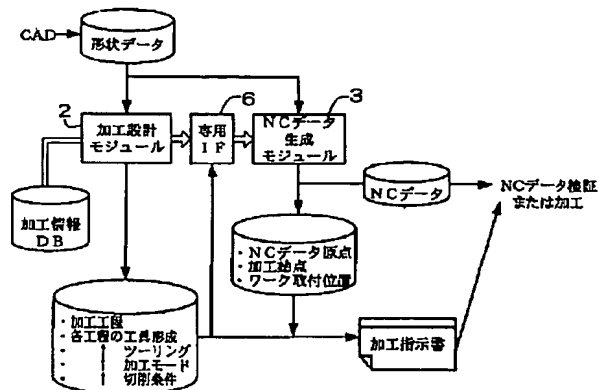 CAD
形状データ
2
加工設計
モジュール
6
専用
IF
3
NCデータ
生成
モジュール
加工情報
DB
NCデータ
NCデータ検証
または加工
・NCデータ原点
・加工始点
・ワーク取付位置
・加工工段
・各工程の工具形成
・ ↑ ツーリング
・ ↑ 加工モード
・ ↑ 切削条件
加工指示書